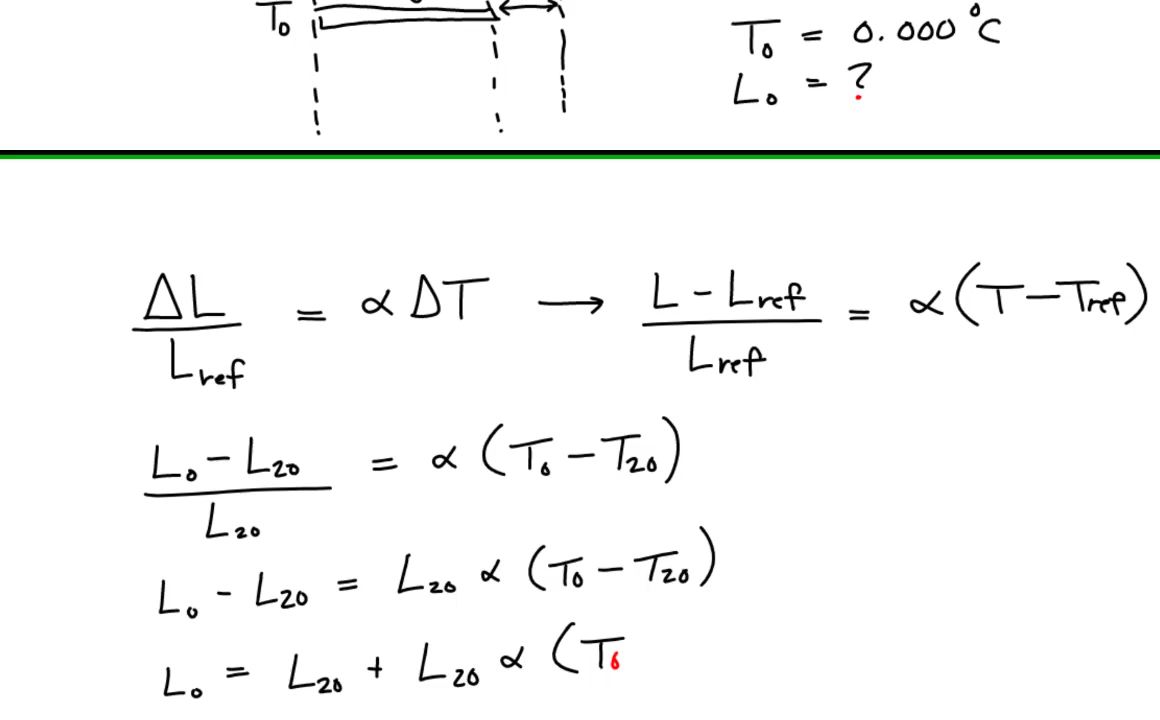 T₀
T₀ = 0.000 °C
L₀ = ?
ΔL / L_ref = α ΔT → (L - L_ref) / L_ref = α (T - T_ref)
(L₀ - L₂₀) / L₂₀ = α (T₀ - T₂₀)
L₀ - L₂₀ = L₂₀ α (T₀ - T₂₀)
L₀ = L₂₀ + L₂₀ α (T₀